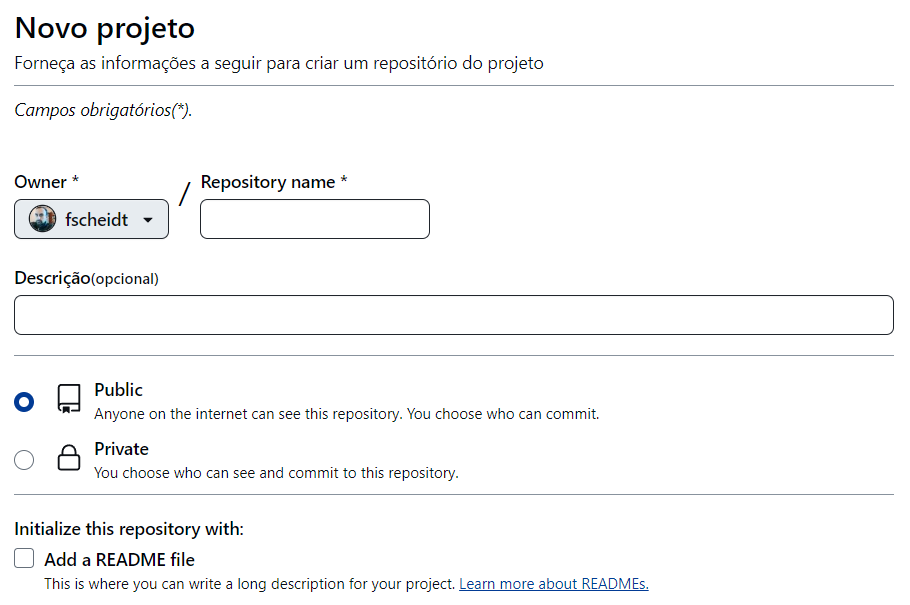 Novo projeto
Forneça as informações a seguir para criar um repositório do projeto
Campos obrigatórios(*).
Owner * / Repository name *
fscheidt
Descrição(opcional)
Public
Anyone on the internet can see this repository. You choose who can commit.
Private
You choose who can see and commit to this repository.
Initialize this repository with:
Add a README file
This is where you can write a long description for your project. Learn more about READMEs.